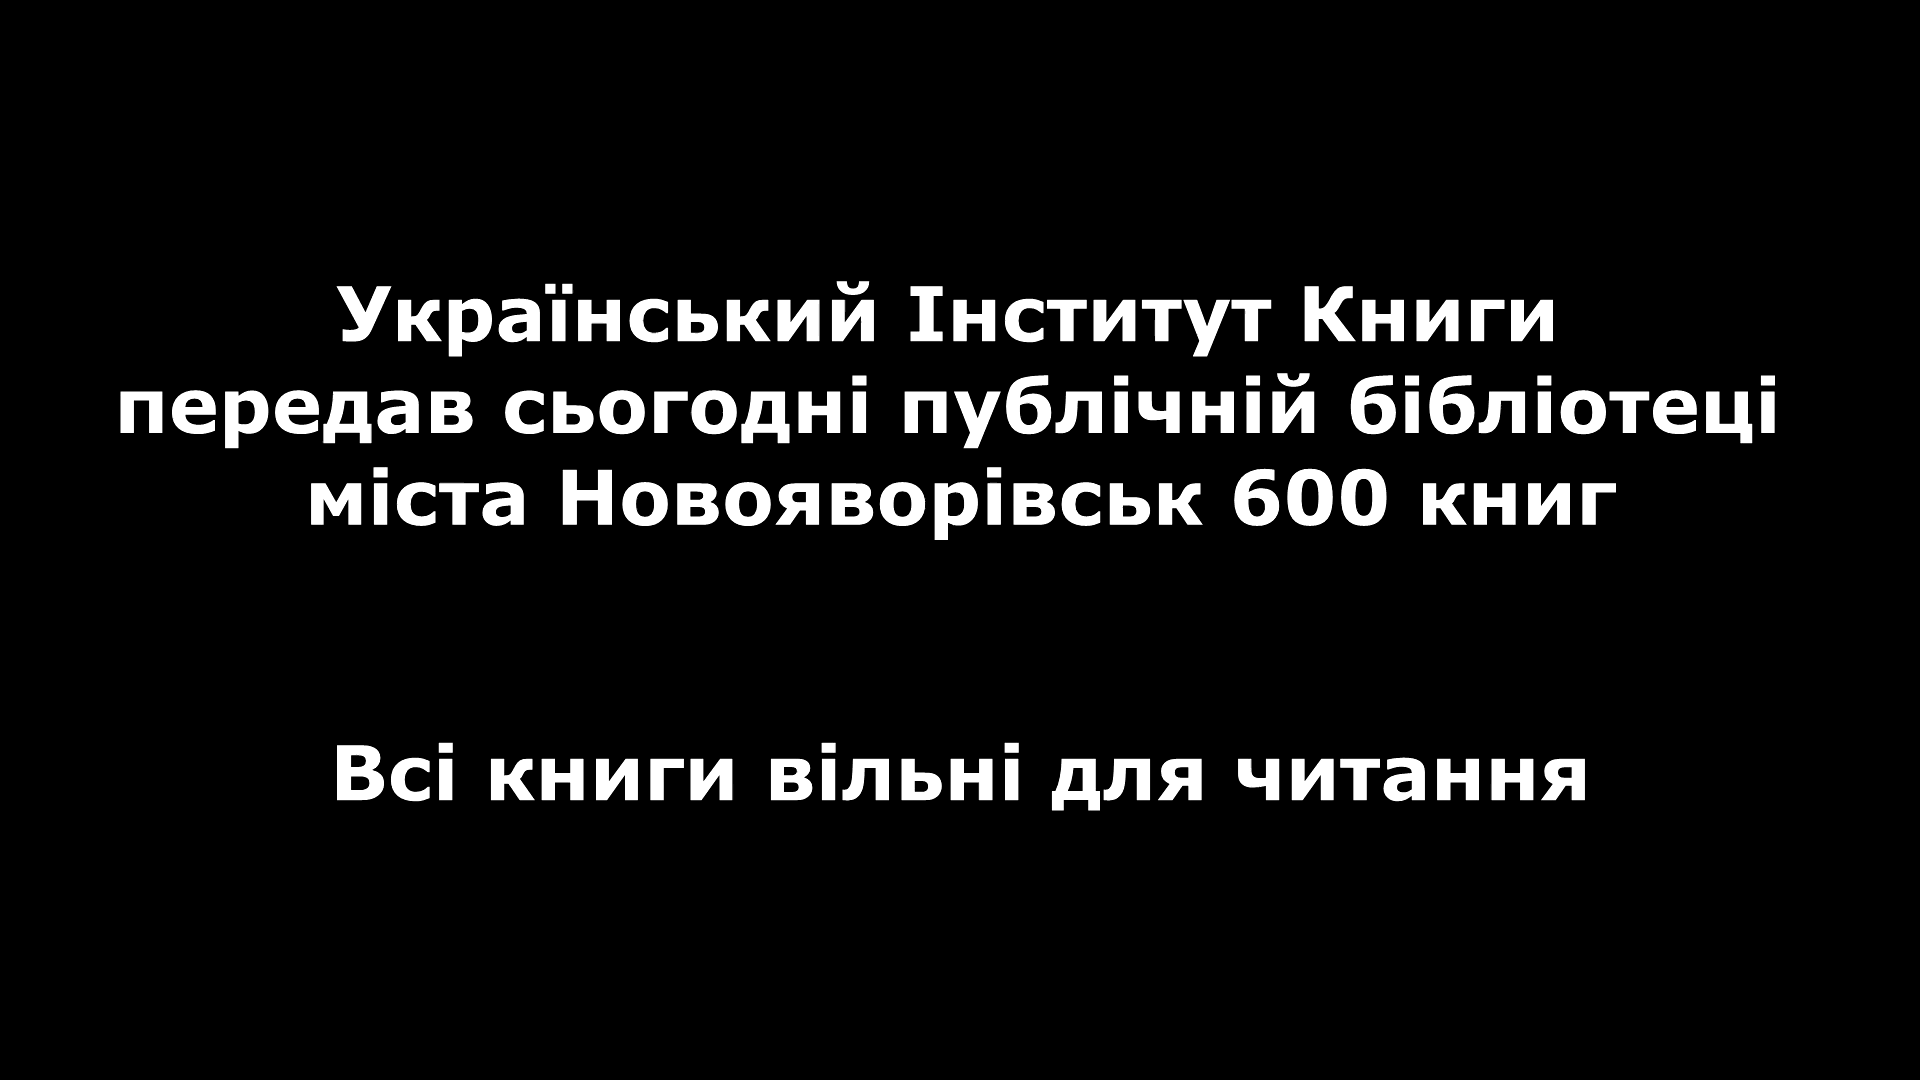 Український Інститут Книги
передав сьогодні публічній бібліотеці
міста Новояворівськ 600 книг
Всі книги вільні для читання